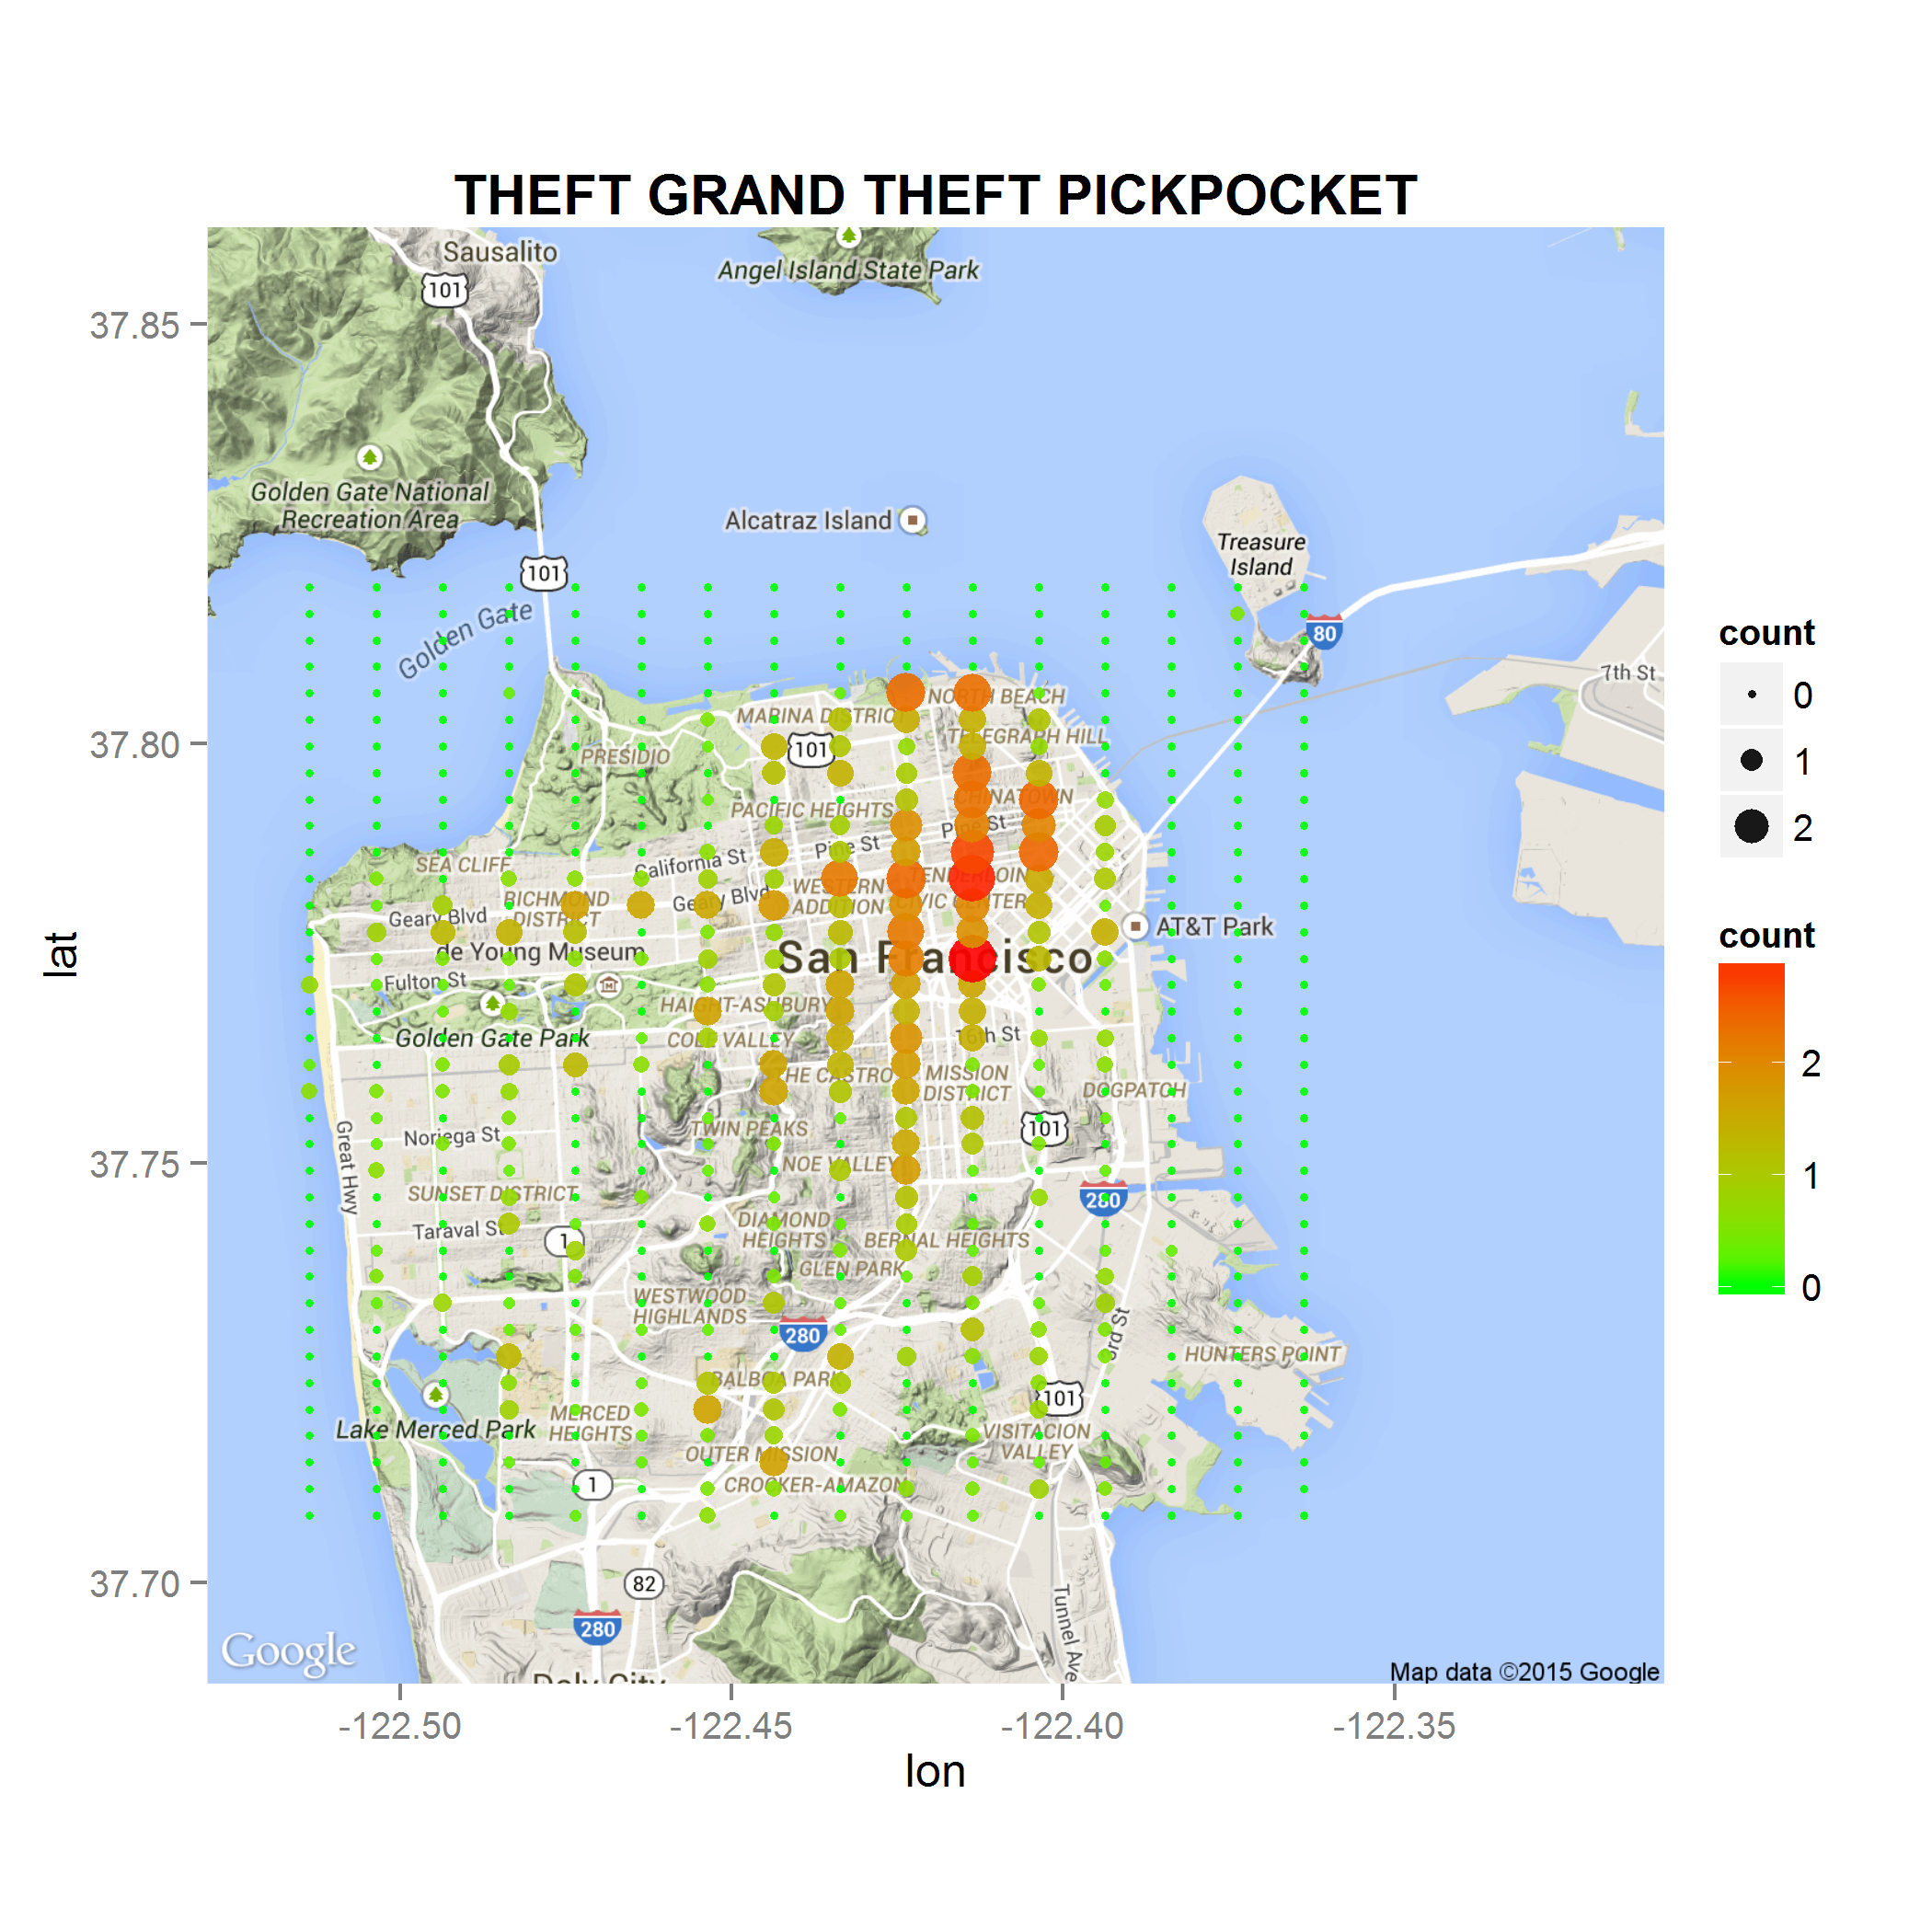 THEFT GRAND THEFT PICKPOCKET
Sausalito
101
Angel Island State Park
37.85
Golden Gate National
Recreation Area
Alcatraz Island
Treasure
Island
101
Golden Gate
80
7th St
NORTH BEACH
MARINA DISTRICT
TELEGRAPH HILL
37.80
101
PRESIDIO
CHINATOWN
PACIFIC HEIGHTS
Pine St
Pine St
SEA CLIFF
California St
TENDERLOIN
WESTERN
ADDITION
RICHMOND
DISTRICT
Geary Blvd
CIVIC CENTER
Geary Blvd
AT&T Park
de Young Museum
San Francisco
Fulton St
HAIGHT-ASHBURY
Golden Gate Park
COLE VALLEY
16th St
THE CASTRO
MISSION
DISTRICT
DOGPATCH
Great Hwy
Noriega St
TWIN PEAKS
101
37.75
NOE VALLEY
SUNSET DISTRICT
280
Taraval St
1
DIAMOND
HEIGHTS
BERNAL HEIGHTS
GLEN PARK
WESTWOOD
HIGHLANDS
280
3rd St
HUNTERS POINT
BALBOA PARK
101
Lake Merced Park
MERCED
HEIGHTS
VISITACION
VALLEY
OUTER MISSION
CROCKER-AMAZON
1
37.70
82
280
Tunnel Ave
Google
Daly City
Map data ©2015 Google
-122.50
-122.45
-122.40
-122.35
lon
lat
count
0
1
2
count
2
1
0